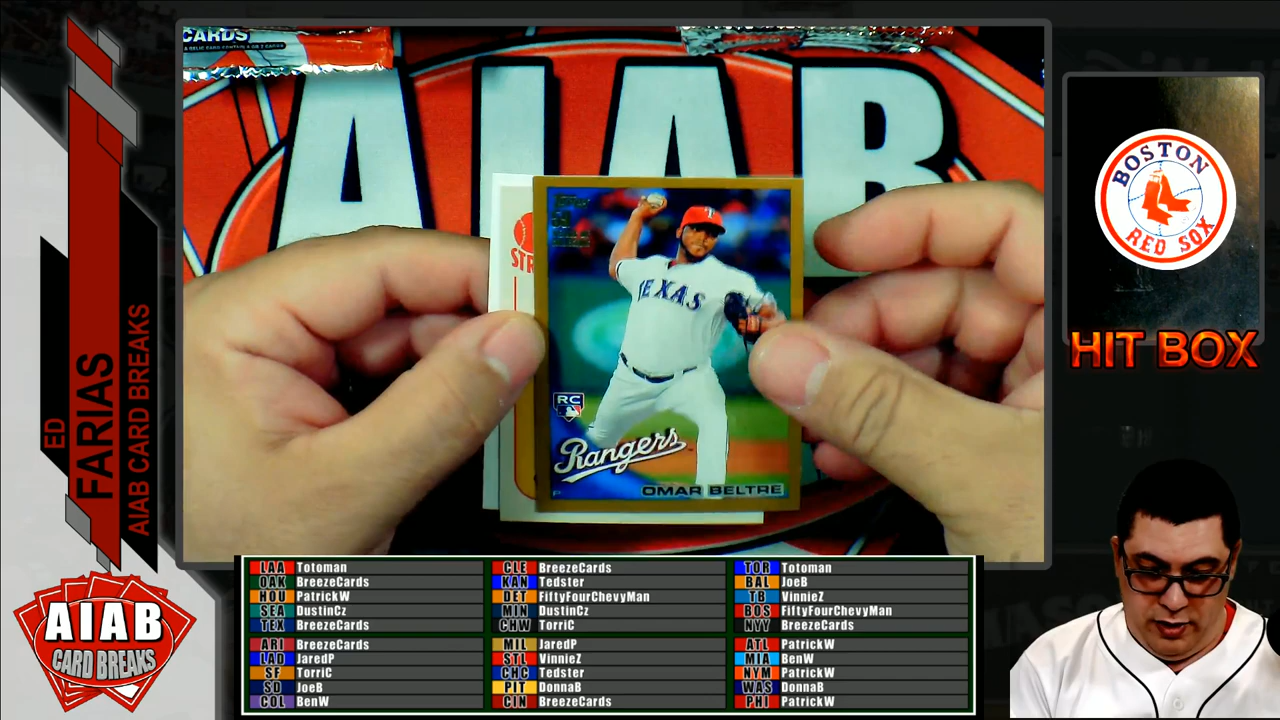 CARDS
AIAB
BOSTON
RED SOX
HIT BOX
STR
TEXAS
RC
Rangers
OMAR BELTRE
P
ED
FARIAS
AIAB CARD BREAKS
AIAB
CARD BREAKS
LAA Totoman
OAK BreezeCards
HOU PatrickW
SEA DustinCz
TEX BreezeCards
ARI BreezeCards
LAD JaredP
SF TorriC
SD JoeB
COL BenW
CLE BreezeCards
KAN Tedster
DET FiftyFourChevyMan
MIN DustinCz
CHW TorriC
MIL JaredP
STL VinnieZ
CHC Tedster
PIT DonnaB
CIN BreezeCards
TOR Totoman
BAL JoeB
TB VinnieZ
BOS FiftyFourChevyMan
NYY BreezeCards
ATL PatrickW
MIA BenW
NYM PatrickW
WAS DonnaB
PHI PatrickW